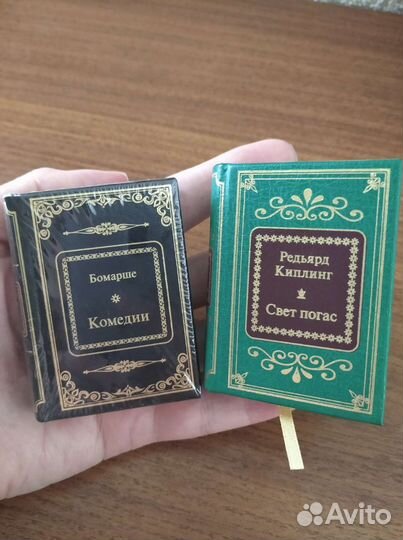 Бомарше
Комедии
Редьярд
Киплинг
Свет погас
Avito